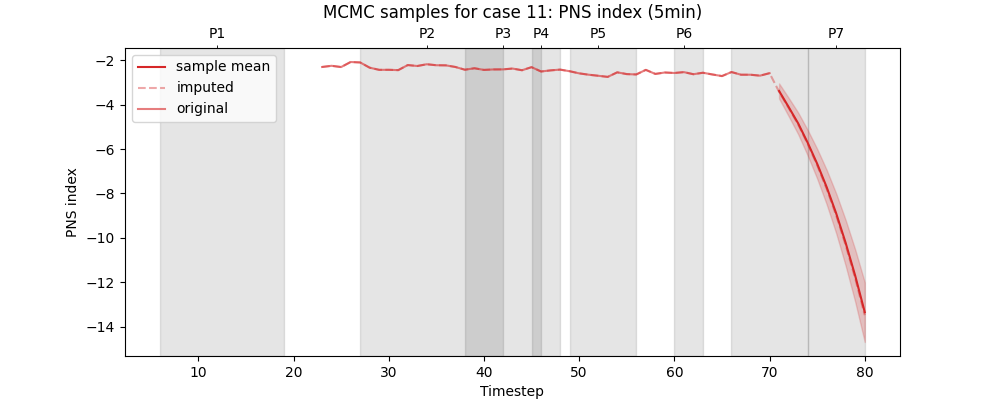 MCMC samples for case 11: PNS index (5min)
P1 P2 P3 P4 P5 P6 P7
sample mean
imputed
original
PNS index
−2
−4
−6
−8
−10
−12
−14
10 20 30 40 50 60 70 80
Timestep